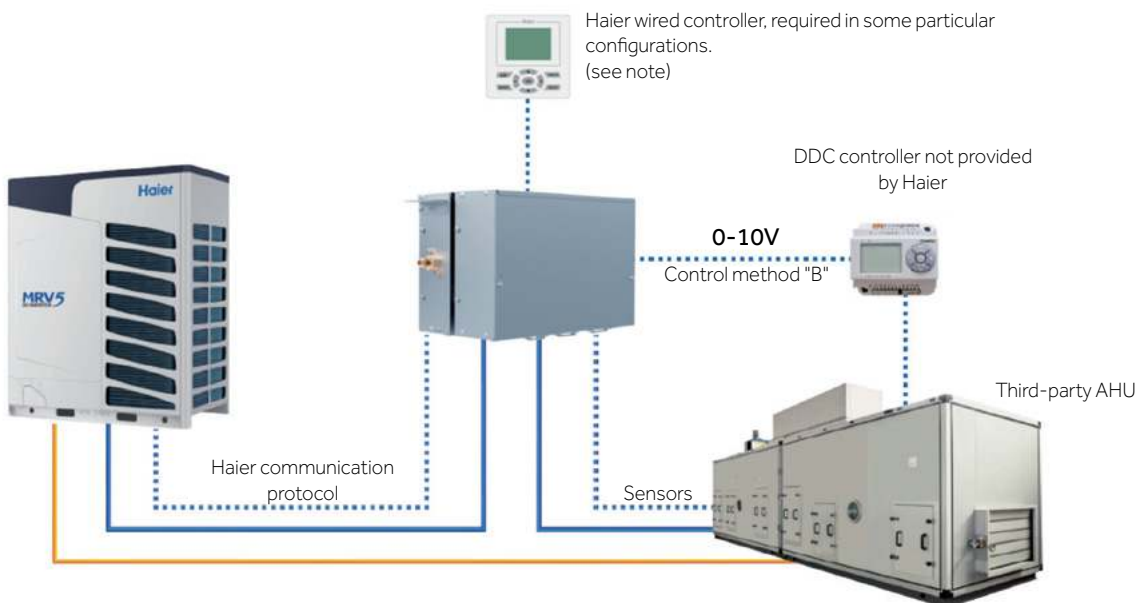 Haier wired controller, required in some particular
configurations.
(see note)
DDC controller not provided
by Haier
Haier
0-10V
Control method "B"
MRV5
Third-party AHU
Haier communication
protocol
Sensors